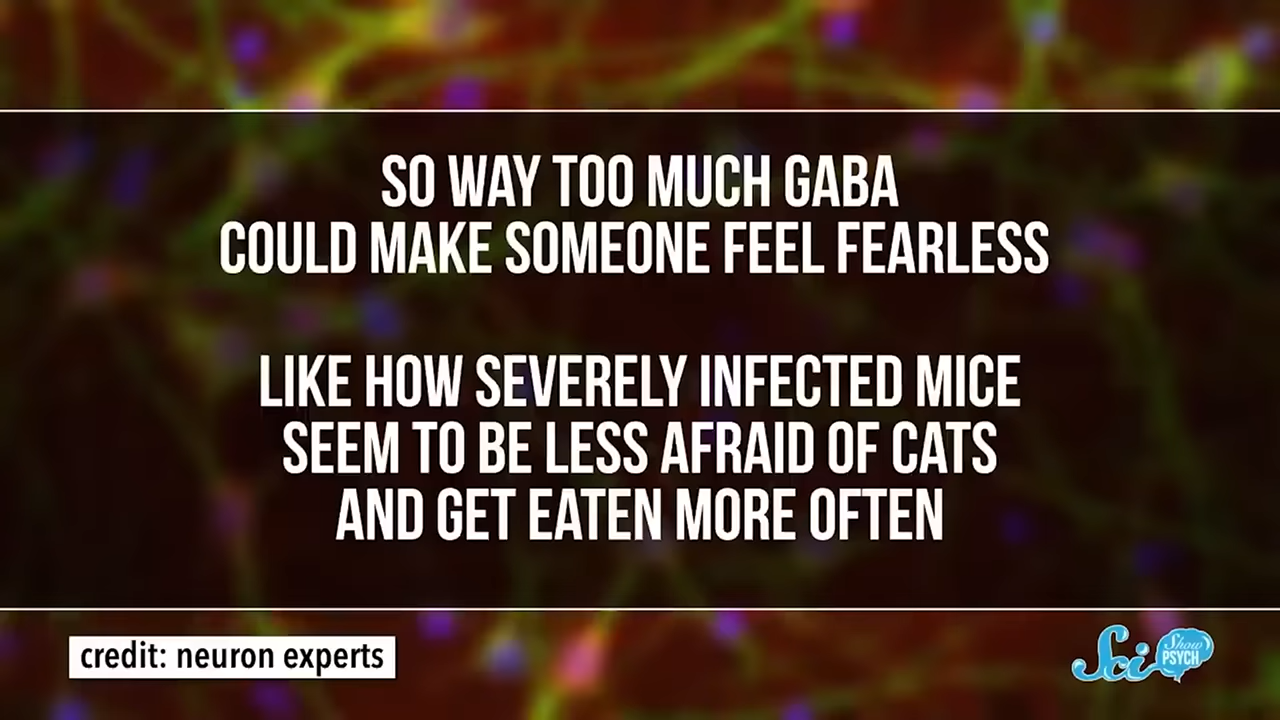 SO WAY TOO MUCH GABA
COULD MAKE SOMEONE FEEL FEARLESS
LIKE HOW SEVERELY INFECTED MICE
SEEM TO BE LESS AFRAID OF CATS
AND GET EATEN MORE OFTEN
credit: neuron experts
Sci Show
PSYCH